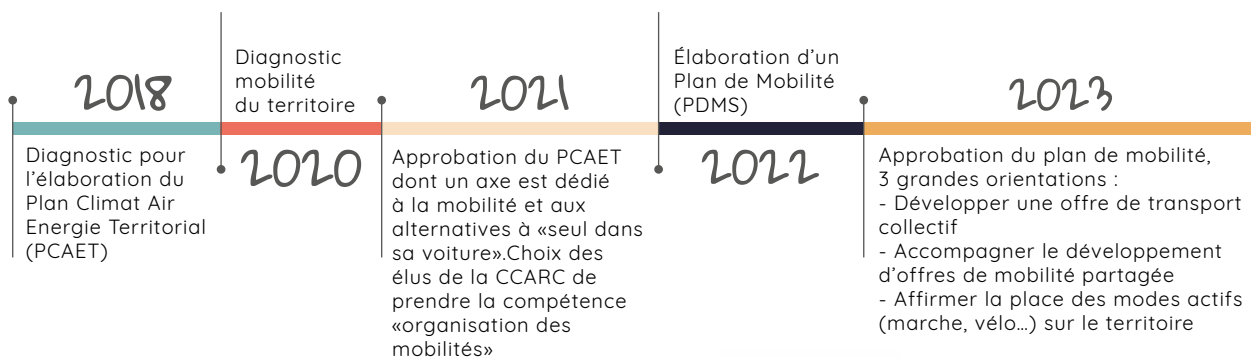 2018
Diagnostic pour
l’élaboration du
Plan Climat Air
Energie Territorial
(PCAET)
Diagnostic
mobilité
du territoire
2020
2021
Approbation du PCAET
dont un axe est dédié
à la mobilité et aux
alternatives à «seul dans
sa voiture».Choix des
élus de la CCARC de
prendre la compétence
«organisation des
mobilités»
Élaboration d’un
Plan de Mobilité
(PDMS)
2022
2023
Approbation du plan de mobilité,
3 grandes orientations :
- Développer une offre de transport
collectif
- Accompagner le développement
d’offres de mobilité partagée
- Affirmer la place des modes actifs
(marche, vélo…) sur le territoire